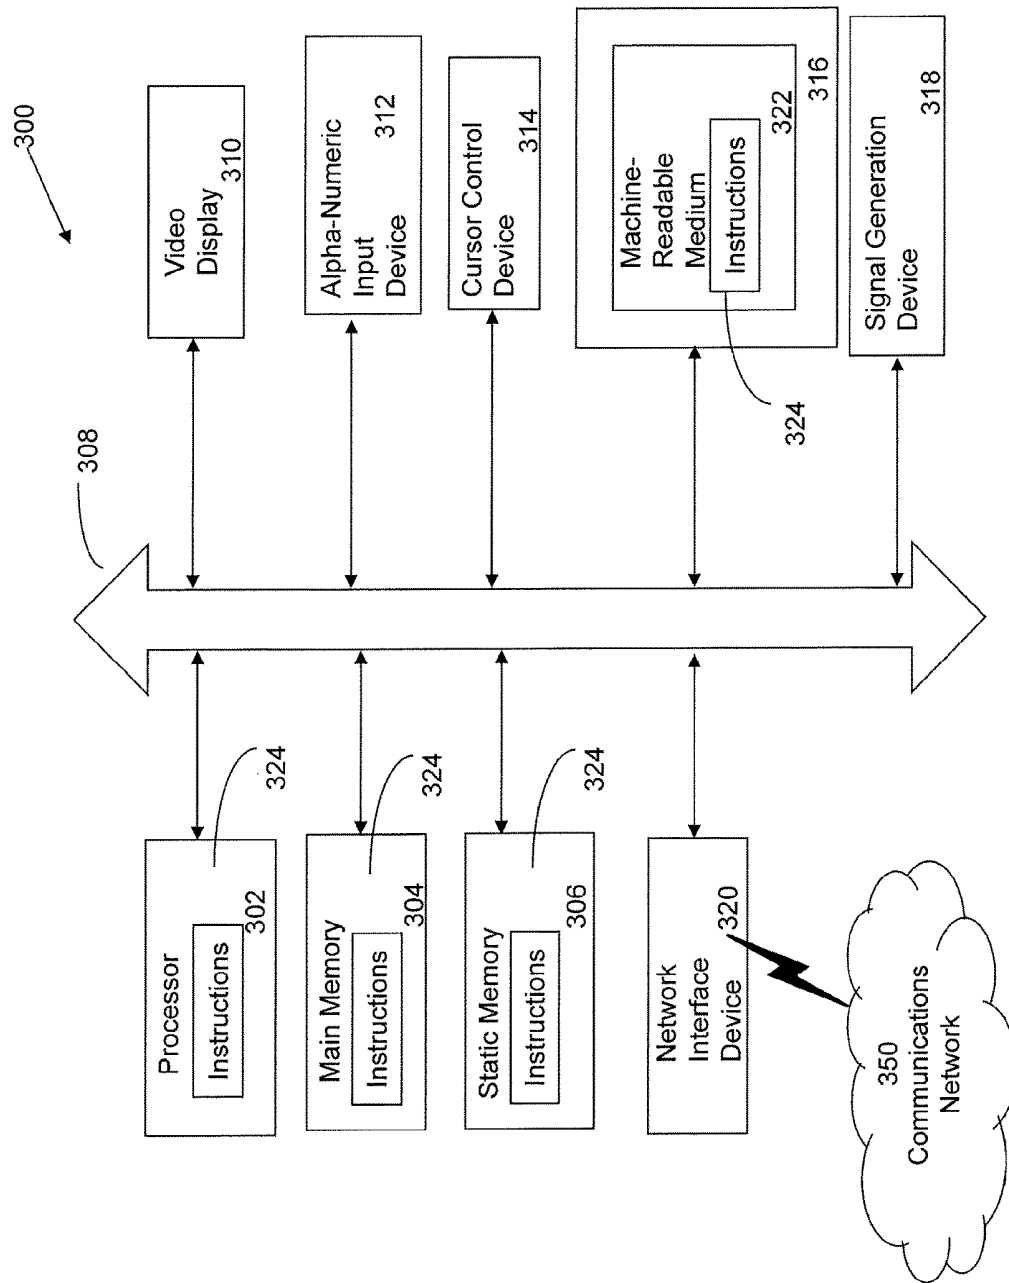 300
308
Processor
Instructions
302
324
Main Memory
Instructions
304
324
Static Memory
Instructions
306
324
Network
Interface
Device
320
350
Communications
Network
Video
Display
310
Alpha-Numeric
Input
Device
312
Cursor Control
Device
314
Machine-
Readable
Medium
Instructions
322
316
324
Signal Generation
Device
318